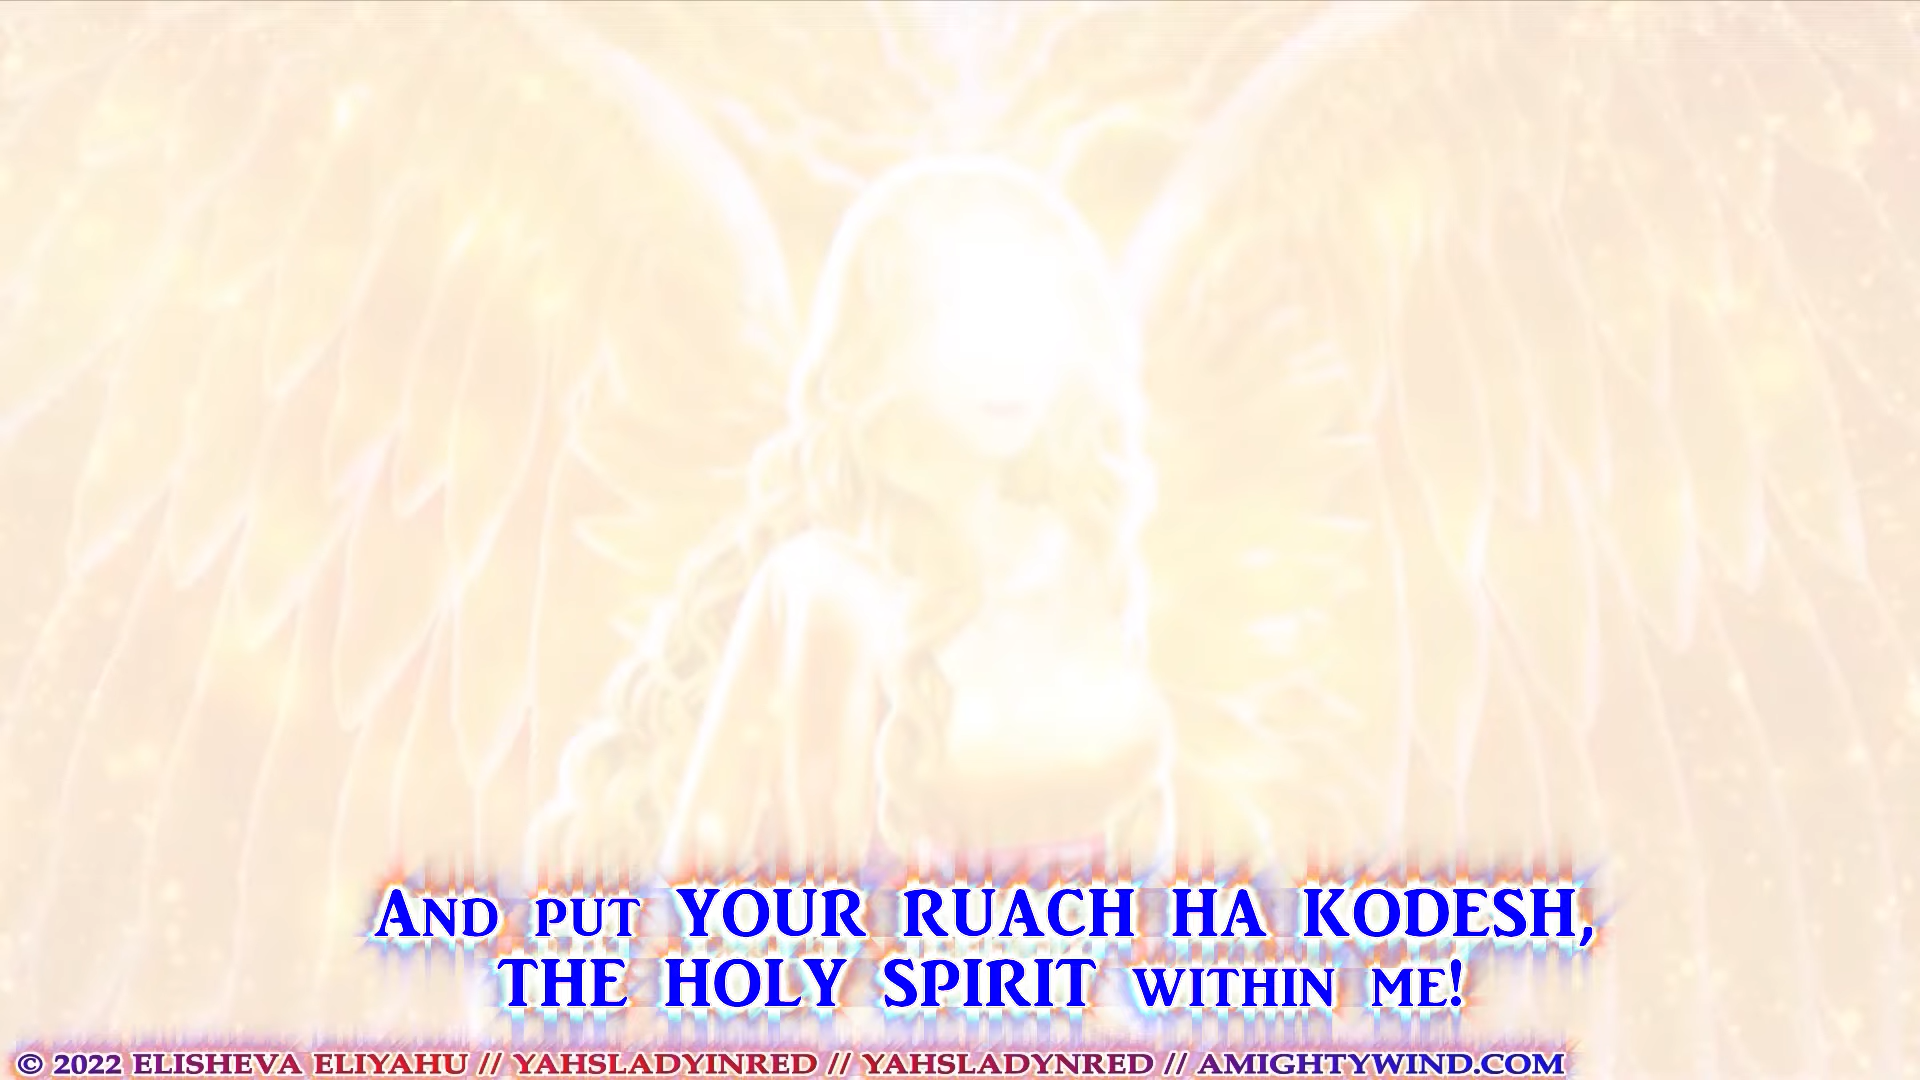 And put YOUR RUACH HA KODESH,
THE HOLY SPIRIT within me!
© 2022 ELISHEVA ELIYAHU // YAHSLADYINRED // YAHSLADYNRED // AMIGHTYWIND.COM